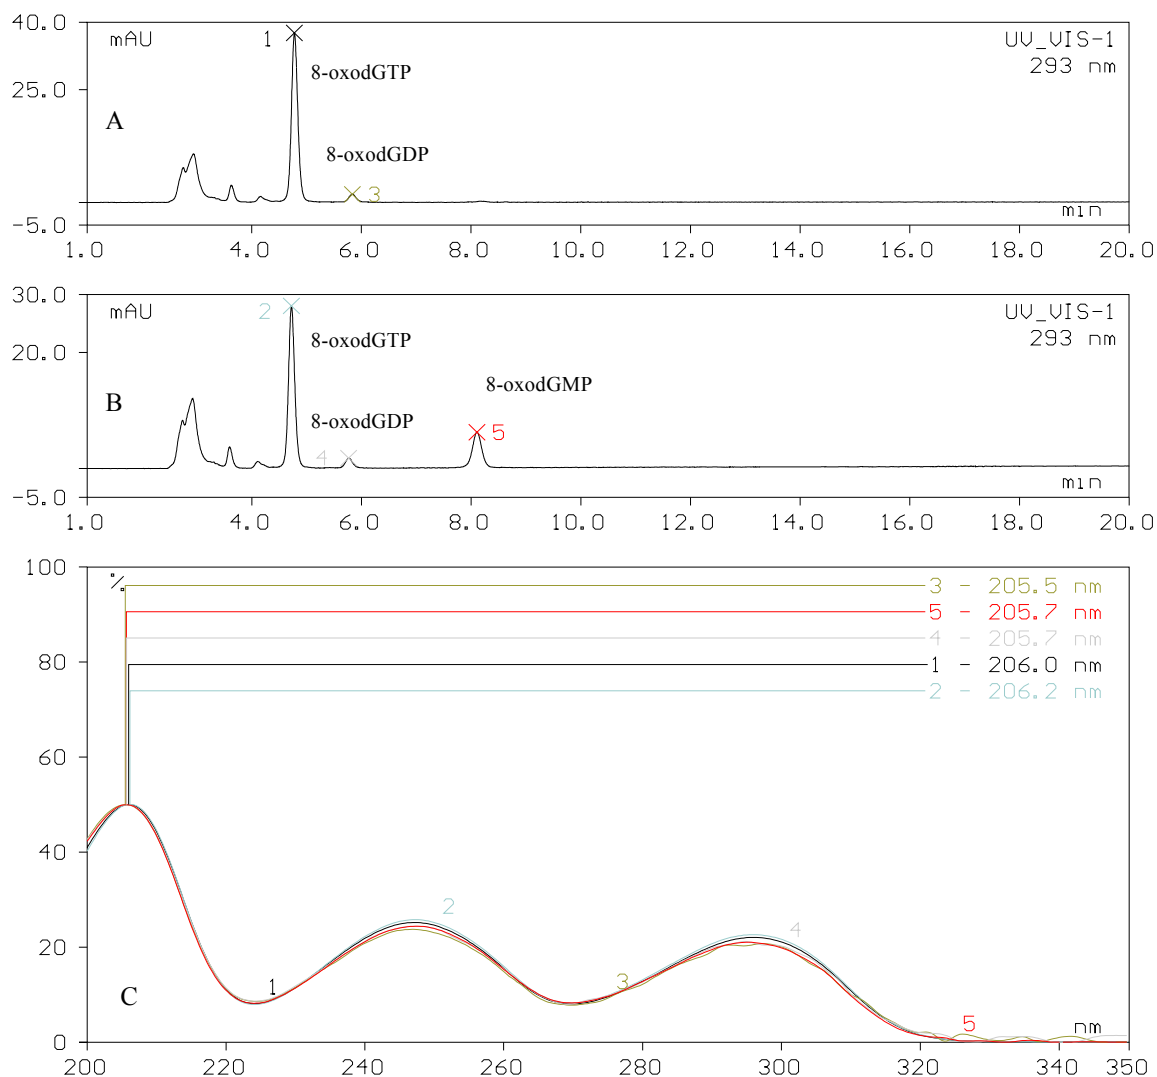 40.0
mAU
1
UV_VIS-1
293 nm
8-oxodGTP
25.0
A
8-oxodGDP
3
min
-5.0
1.0 4.0 6.0 8.0 10.0 12.0 14.0 16.0 18.0 20.0
30.0
mAU
2
UV_VIS-1
293 nm
8-oxodGTP
20.0
8-oxodGMP
B
8-oxodGDP
5
4
min
-5.0
1.0 4.0 6.0 8.0 10.0 12.0 14.0 16.0 18.0 20.0
100
%
3 - 205.5 nm
5 - 205.7 nm
4 - 205.7 nm
80
1 - 206.0 nm
2 - 206.2 nm
60
40
2
20
4
1
3
C
5
nm
0
200 220 240 260 280 300 320 350